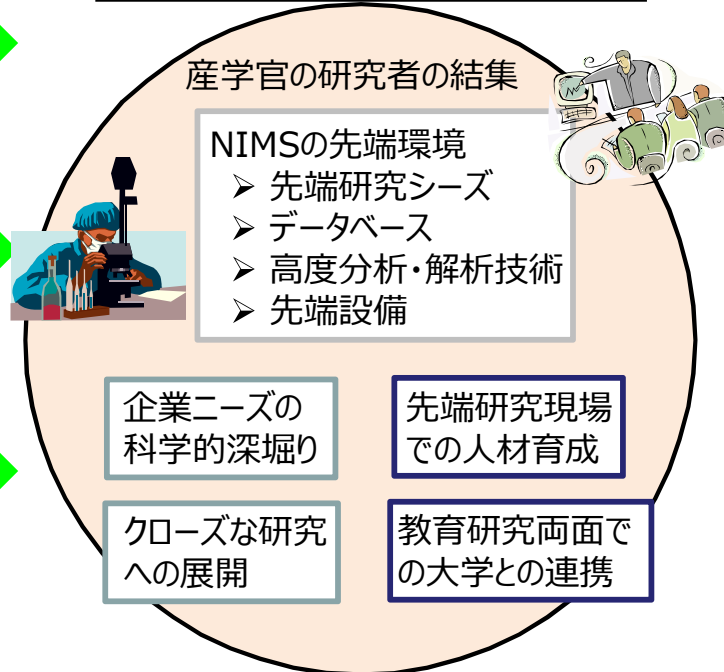 産学官の研究者の結集
NIMSの先端環境
➢ 先端研究シーズ
➢ データベース
➢ 高度分析・解析技術
➢ 先端設備
企業ニーズの
科学的深堀り
先端研究現場
での人材育成
クローズな研究
への展開
教育研究両面で
の大学との連携